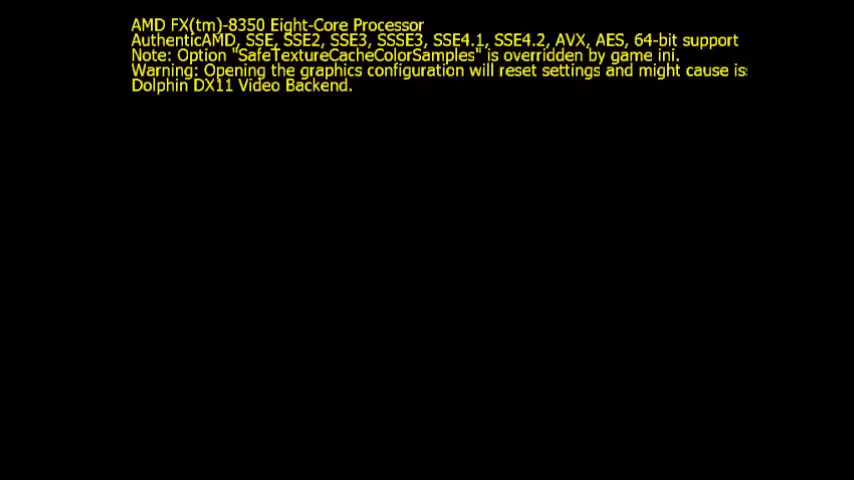 AMD FX(tm)-8350 Eight-Core Processor
AuthenticAMD, SSE, SSE2, SSE3, SSSE3, SSE4.1, SSE4.2, AVX, AES, 64-bit support
Note: Option "SafeTextureCacheColorSamples" is overridden by game ini.
Warning: Opening the graphics configuration will reset settings and might cause is
Dolphin DX11 Video Backend.